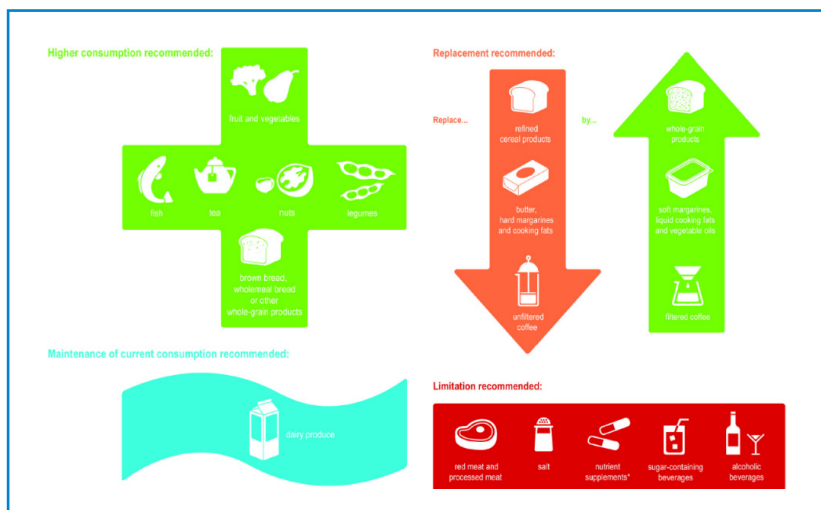 Higher consumption recommended:
fruit and vegetables
fish
tea
nuts
legumes
brown bread,
wholemeal bread
or other
whole-grain products
Maintenance of current consumption recommended:
dairy produce
Replacement recommended:
Replace...
refined
cereal products
butter,
hard margarines
and cooking fats
unfiltered
coffee
by...
whole-grain
products
soft margarines,
liquid cooking fats
and vegetable oils
filtered coffee
Limitation recommended:
red meat and
processed meat
salt
nutrient
supplements*
sugar-containing
beverages
alcoholic
beverages